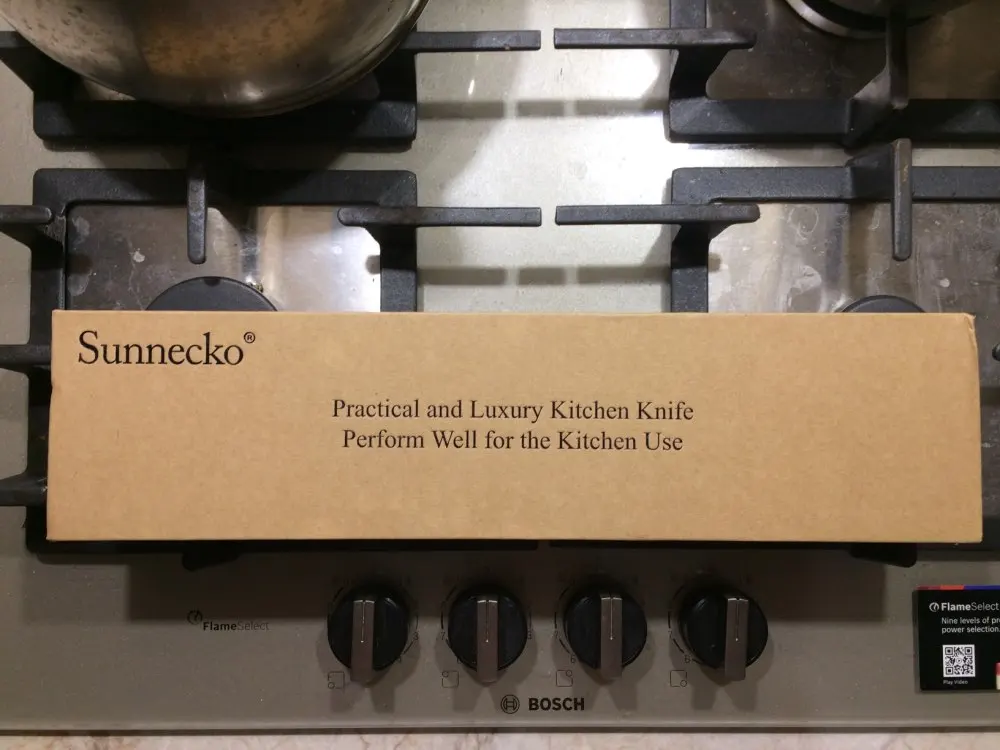 Sunnecko®
Practical and Luxury Kitchen Knife
Perform Well for the Kitchen Use
FlameSelect
BOSCH
FlameSelect
Nine levels of
power selection
Play Video